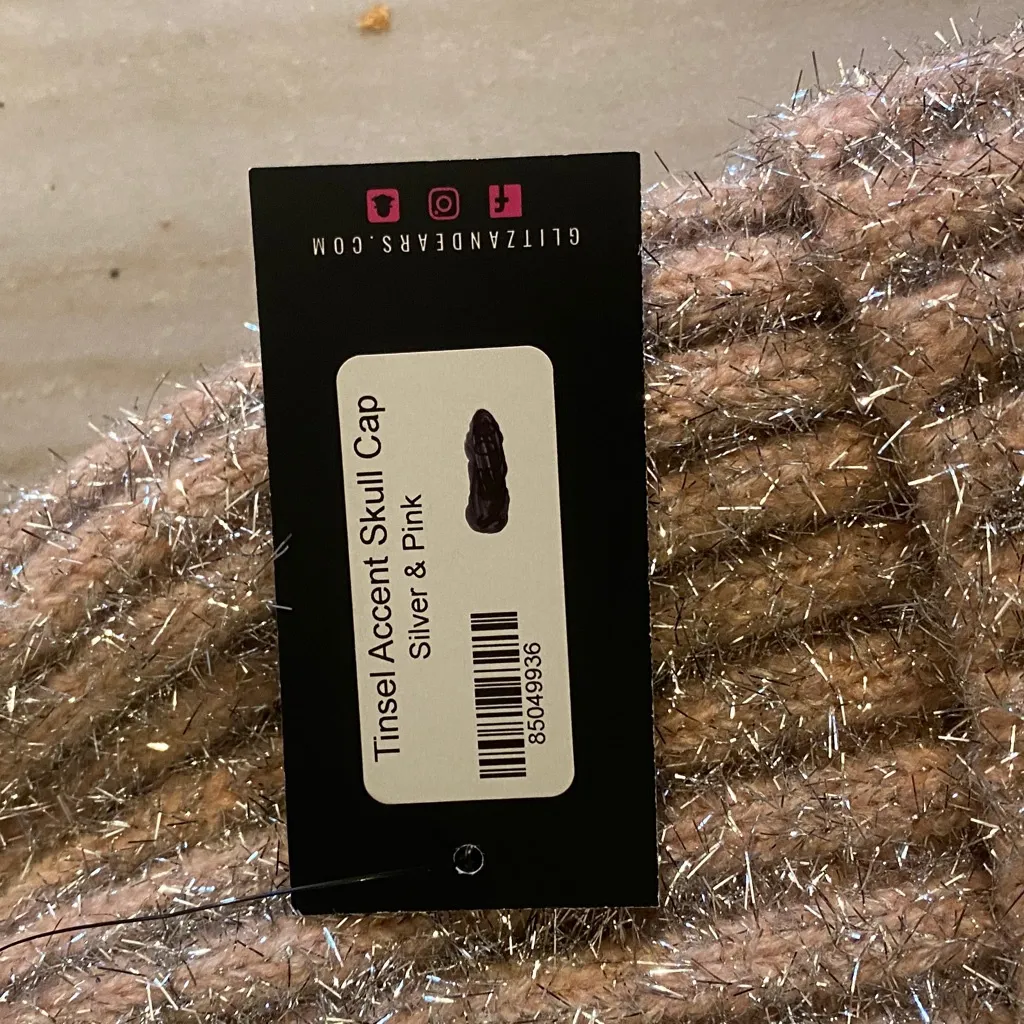 GLITZANDEARS.COM
Tinsel Accent Skull Cap
Silver & Pink
85049936